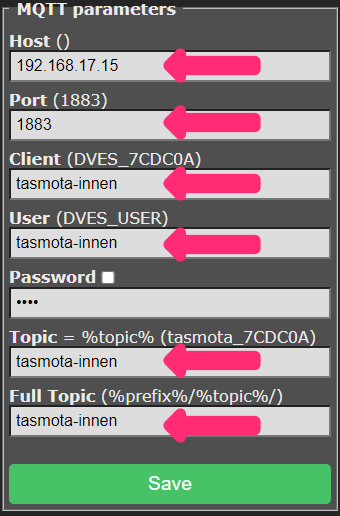 MQTT parameters
Host ()
192.168.17.15
Port (1883)
1883
Client (DVES_7CDC0A)
tasmota-innen
User (DVES_USER)
tasmota-innen
Password
••••
Topic = %topic% (tasmota_7CDC0A)
tasmota-innen
Full Topic (%prefix%/%topic%/)
tasmota-innen
Save